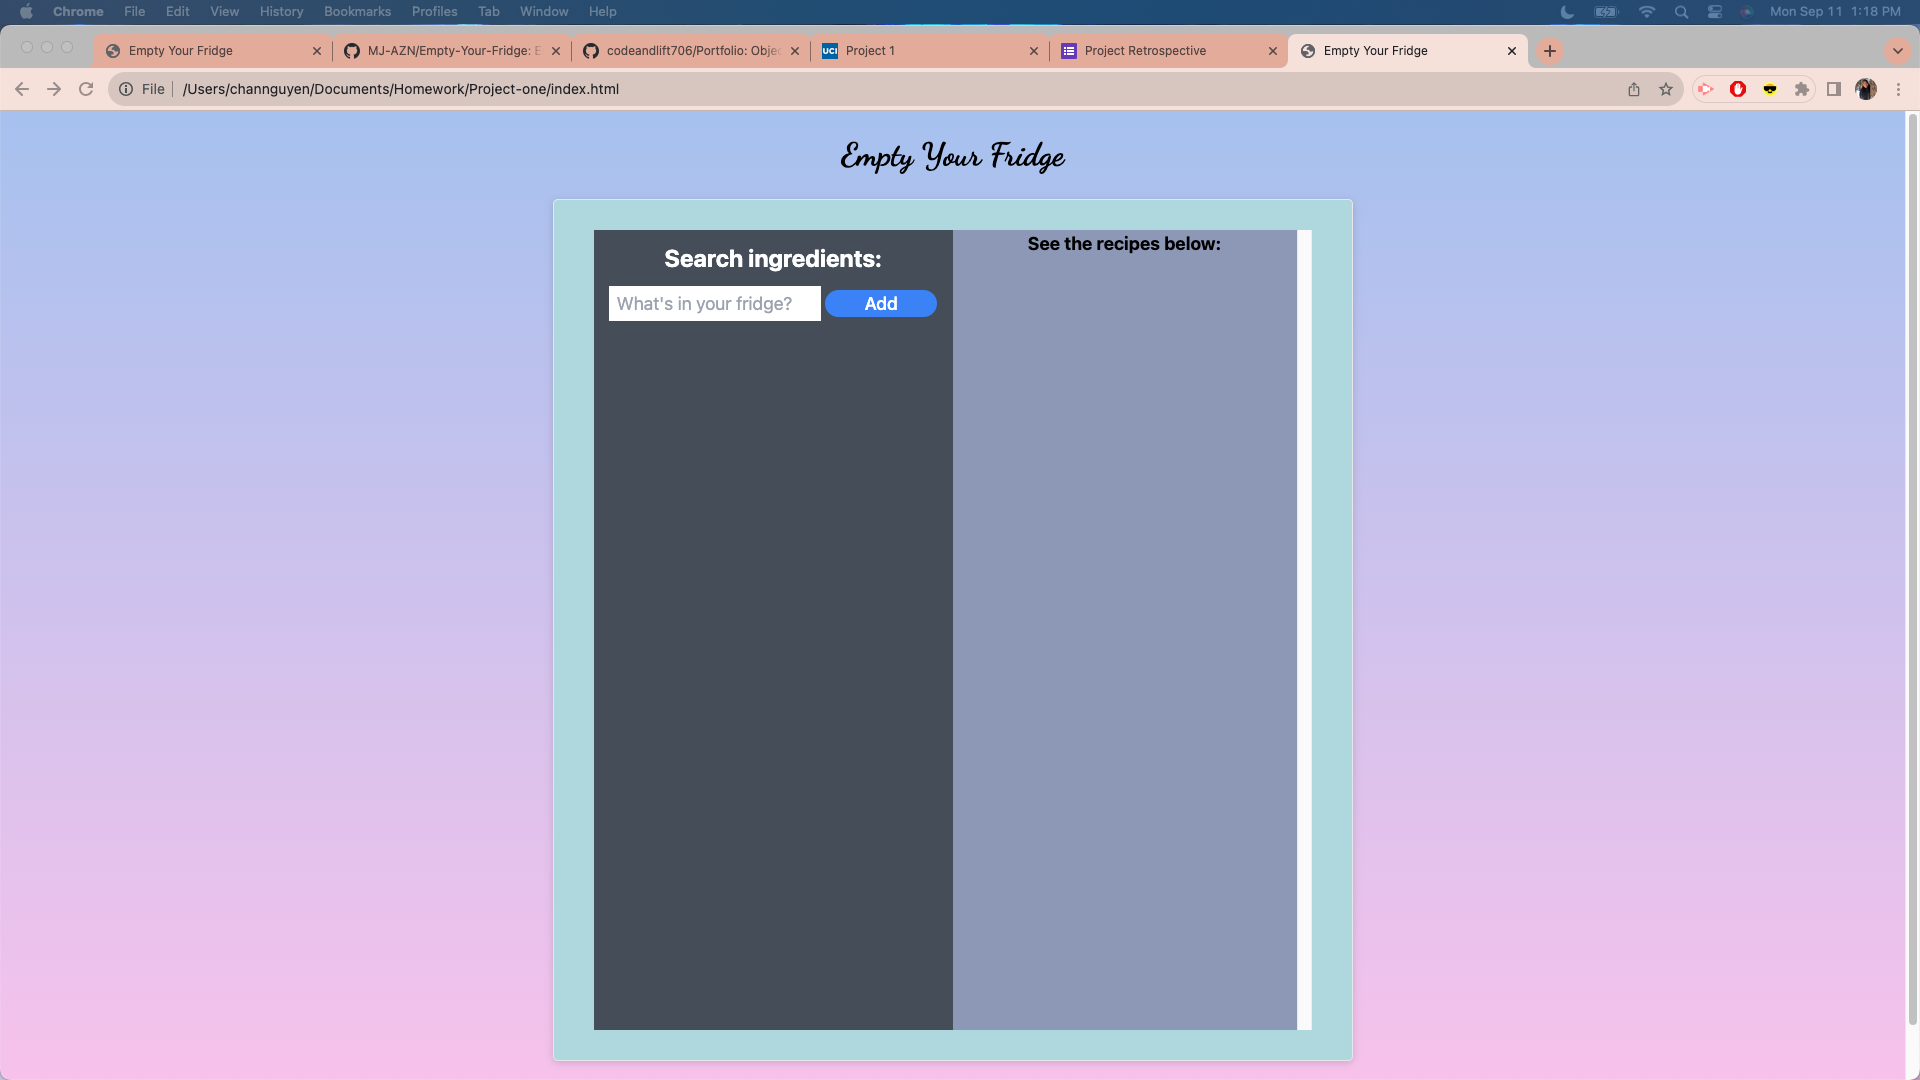 Chrome File Edit View History Bookmarks Profiles Tab Window Help Mon Sep 11 1:18 PM
Empty Your Fridge MJ-AZN/Empty-Your-Fridge: E codeandlift706/Portfolio: Objec UCI Project 1 Project Retrospective Empty Your Fridge
File /Users/channguyen/Documents/Homework/Project-one/index.html
Empty Your Fridge
Search ingredients:
What's in your fridge? Add
See the recipes below: